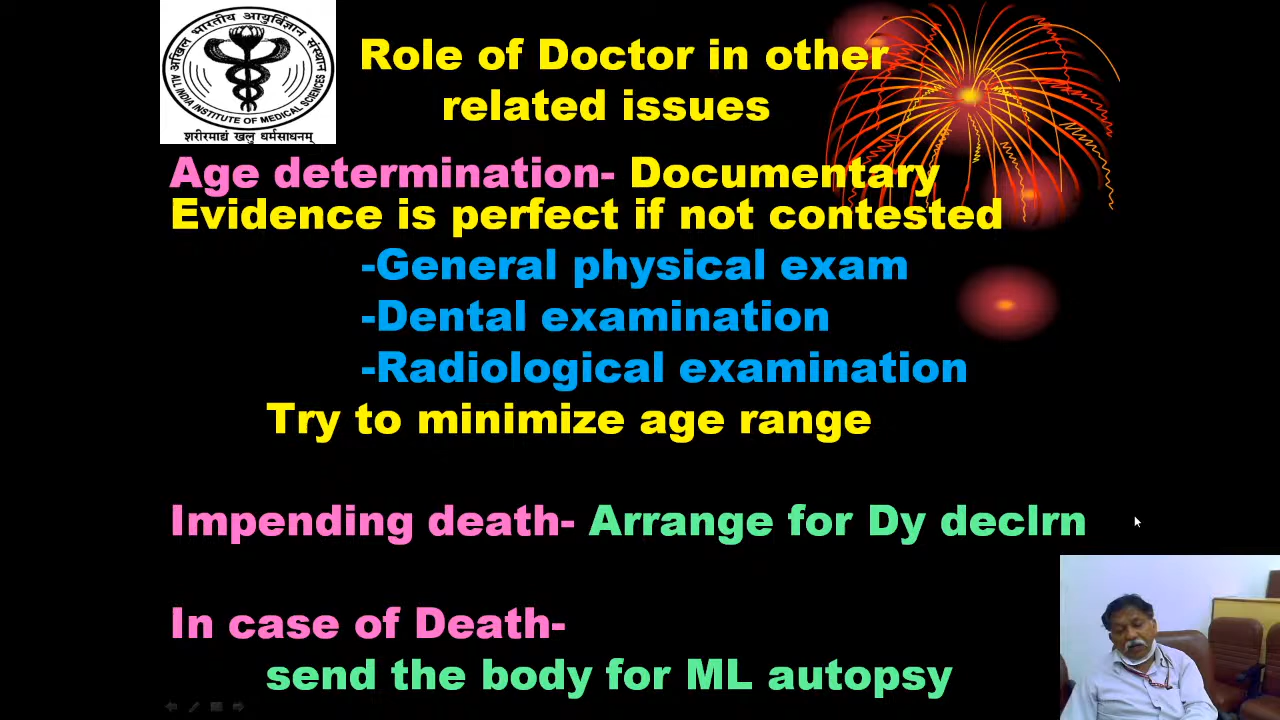 अखिल भारतीय आयुर्विज्ञान संस्थान
ALL INDIA INSTITUTE OF MEDICAL SCIENCES
शरीरमाद्यं खलु धर्मसाधनम्
Role of Doctor in other
related issues
Age determination- Documentary
Evidence is perfect if not contested
-General physical exam
-Dental examination
-Radiological examination
Try to minimize age range
Impending death- Arrange for Dy declrn
In case of Death-
send the body for ML autopsy